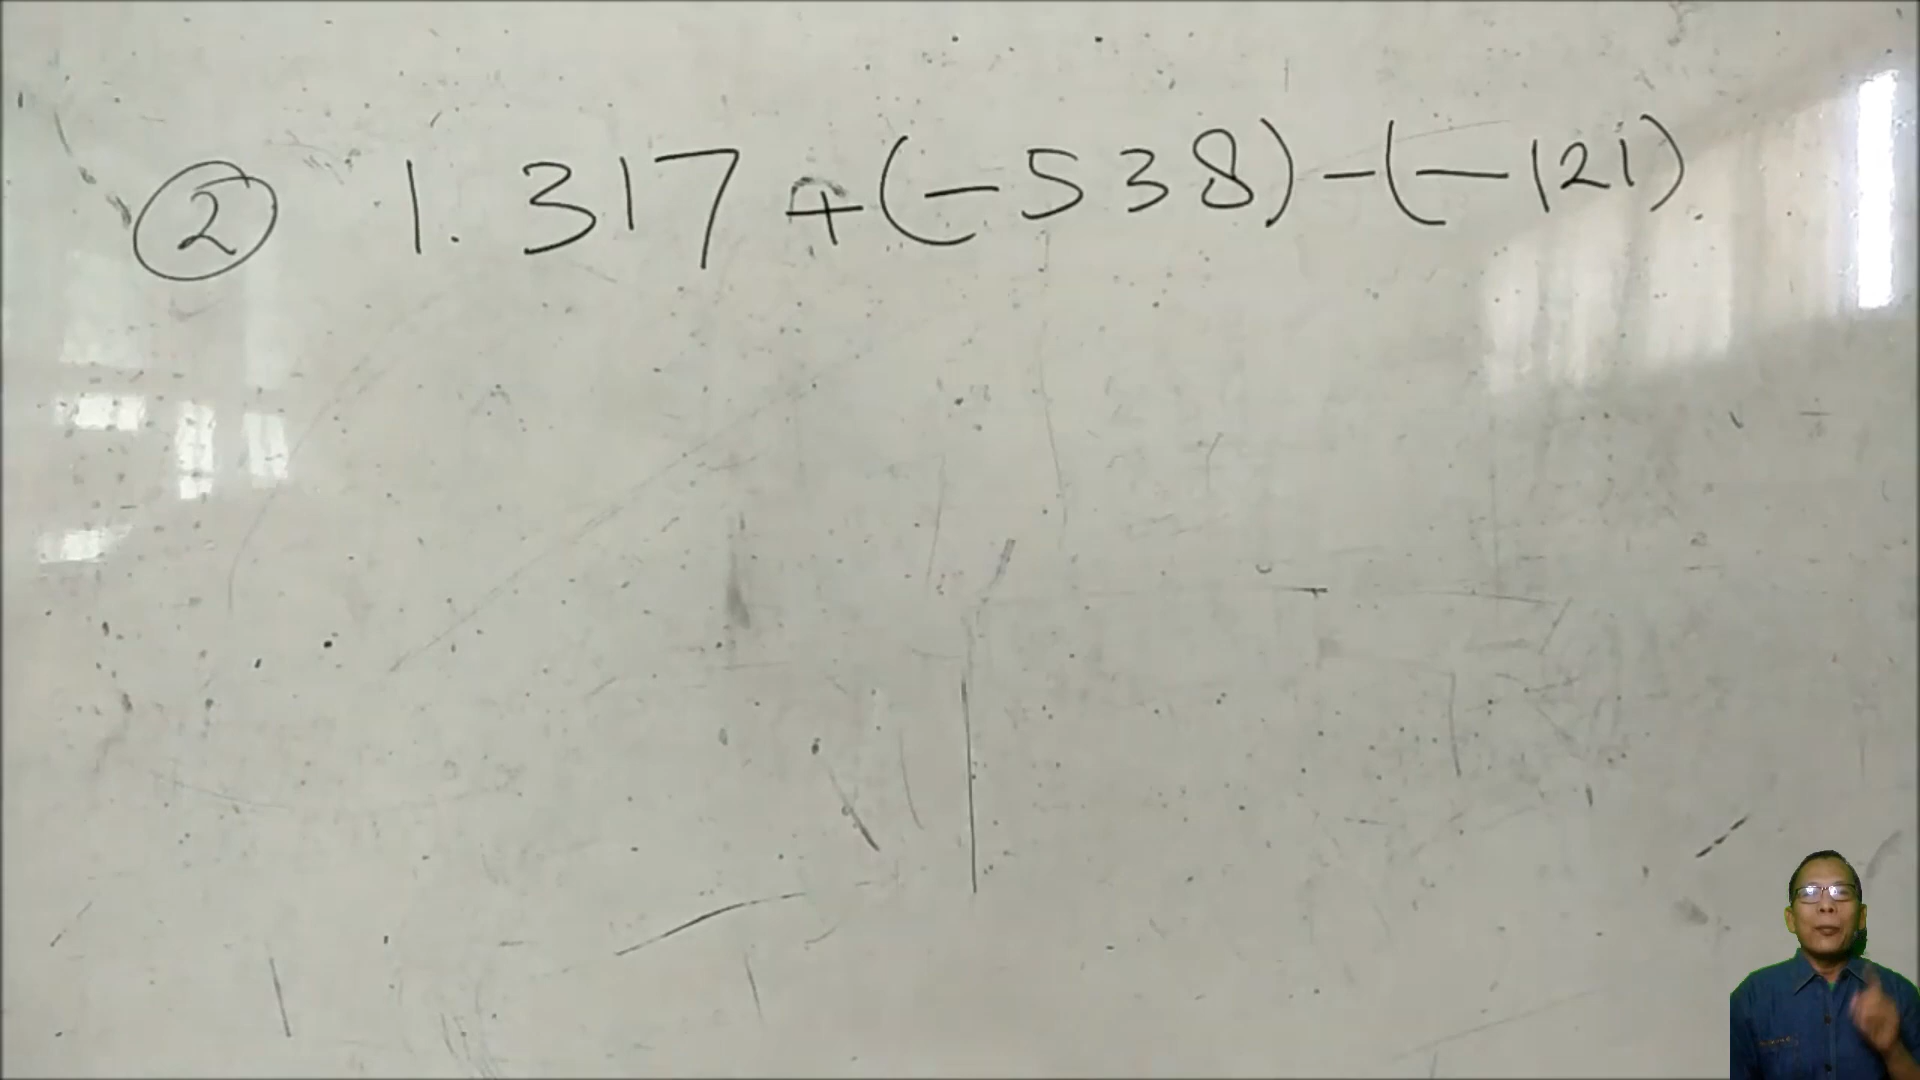 ② 1.317 + (-538) - (-121)